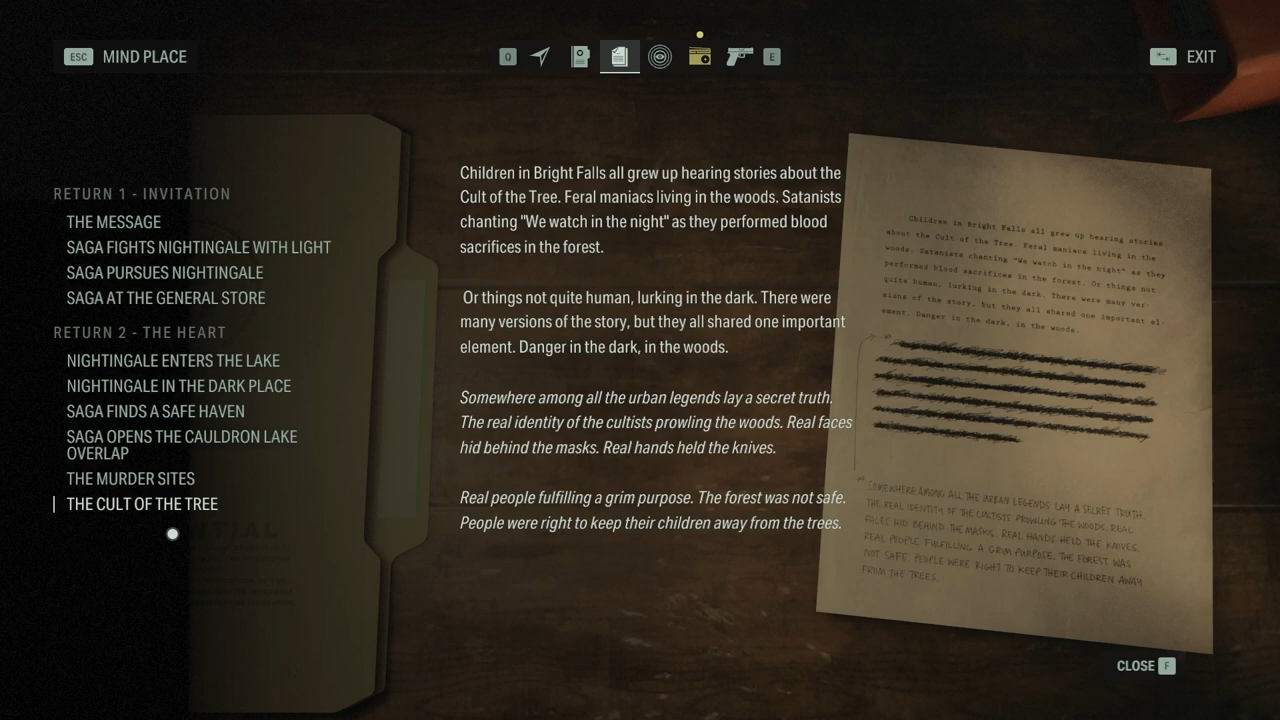 ESC MIND PLACE
Q
E
EXIT
RETURN 1 - INVITATION
THE MESSAGE
SAGA FIGHTS NIGHTINGALE WITH LIGHT
SAGA PURSUES NIGHTINGALE
SAGA AT THE GENERAL STORE
RETURN 2 - THE HEART
NIGHTINGALE ENTERS THE LAKE
NIGHTINGALE IN THE DARK PLACE
SAGA FINDS A SAFE HAVEN
SAGA OPENS THE CAULDRON LAKE
OVERLAP
THE MURDER SITES
THE CULT OF THE TREE
Children in Bright Falls all grew up hearing stories about the
Cult of the Tree. Feral maniacs living in the woods. Satanists
chanting "We watch in the night" as they performed blood
sacrifices in the forest.
Or things not quite human, lurking in the dark. There were
many versions of the story, but they all shared one important
element. Danger in the dark, in the woods.
Somewhere among all the urban legends lay a secret truth.
The real identity of the cultists prowling the woods. Real faces
hid behind the masks. Real hands held the knives.
Real people fulfilling a grim purpose. The forest was not safe.
People were right to keep their children away from the trees.
Children in Bright Falls all grew up hearing stories
about the Cult of the Tree. Feral maniacs living in the
woods. Satanists chanting "We watch in the night" as they
performed blood sacrifices in the forest. Or things not
quite human, lurking in the dark. There were many ver-
sions of the story, but they all shared one important el-
ement. Danger in the dark, in the woods.
SOMEWHERE AMONG ALL THE URBAN LEGENDS LAY A SECRET TRUTH.
THE REAL IDENTITY OF THE CULTISTS PROWLING THE WOODS. REAL
FACES HID BEHIND THE MASKS. REAL HANDS HELD THE KNIVES.
REAL PEOPLE FULFILLING A GRIM PURPOSE. THE FOREST WAS
NOT SAFE. PEOPLE WERE RIGHT TO KEEP THEIR CHILDREN AWAY
FROM THE TREES.
CLOSE F